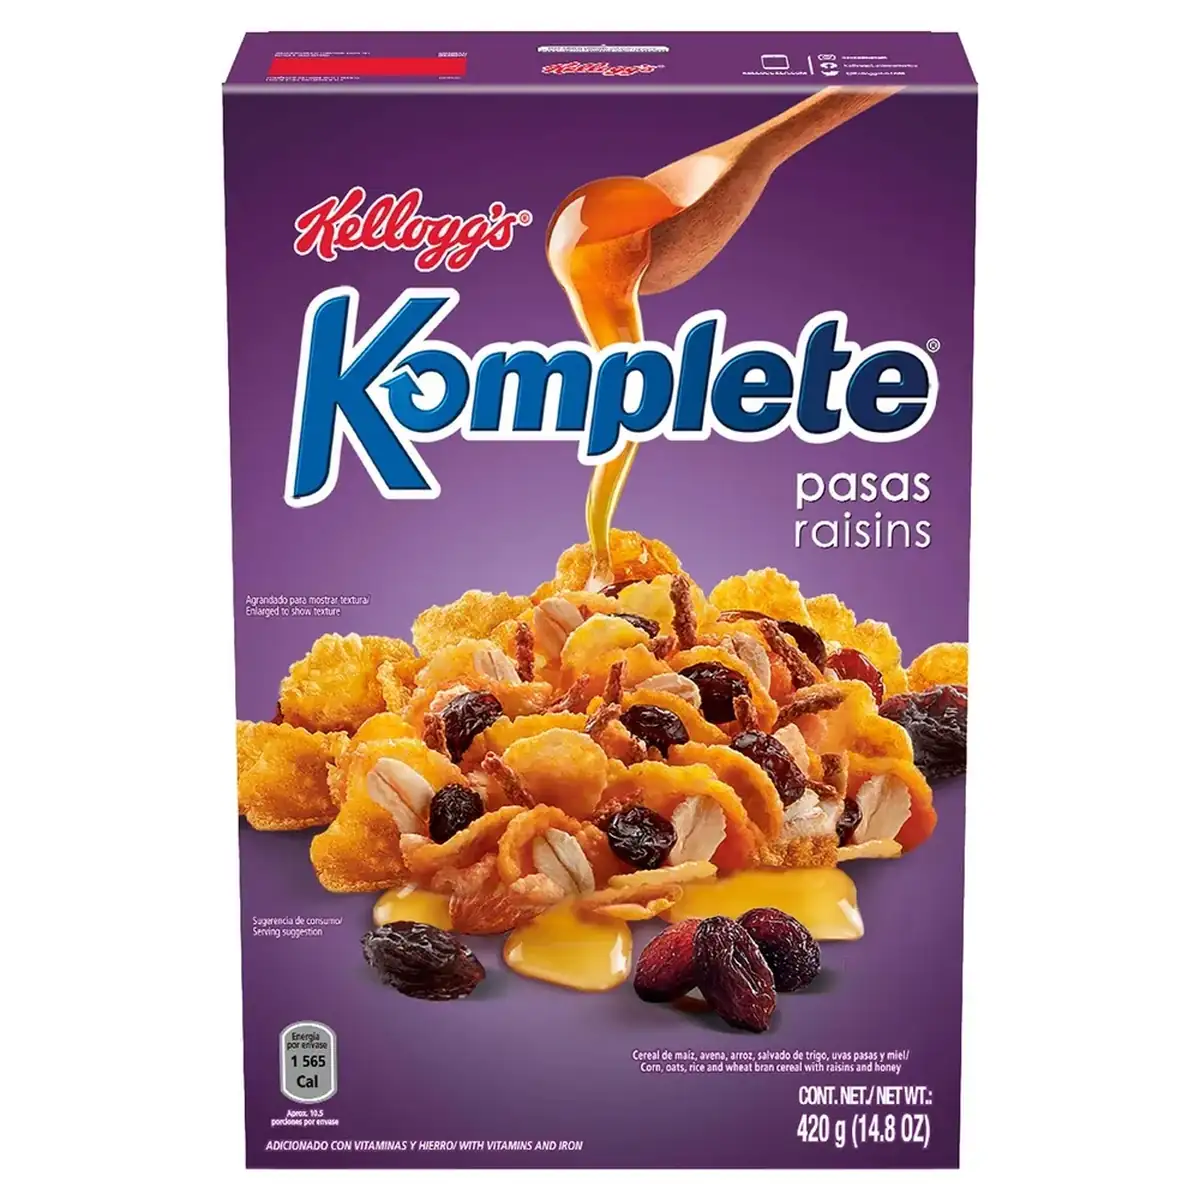 Kellogg's
Kellogg's®
Komplete®
pasas
raisins
Agrandado para mostrar textura/
Enlarged to show texture
Sugerencia de consumo/
Serving suggestion
Energía
por envase
1 565
Cal
Aprox. 10.5
porciones por envase
Cereal de maíz, avena, arroz, salvado de trigo, uvas pasas y miel/
Corn, oats, rice and wheat bran cereal with raisins and honey
CONT. NET./ NET WT.:
420 g (14.8 OZ)
ADICIONADO CON VITAMINAS Y HIERRO/ WITH VITAMINS AND IRON